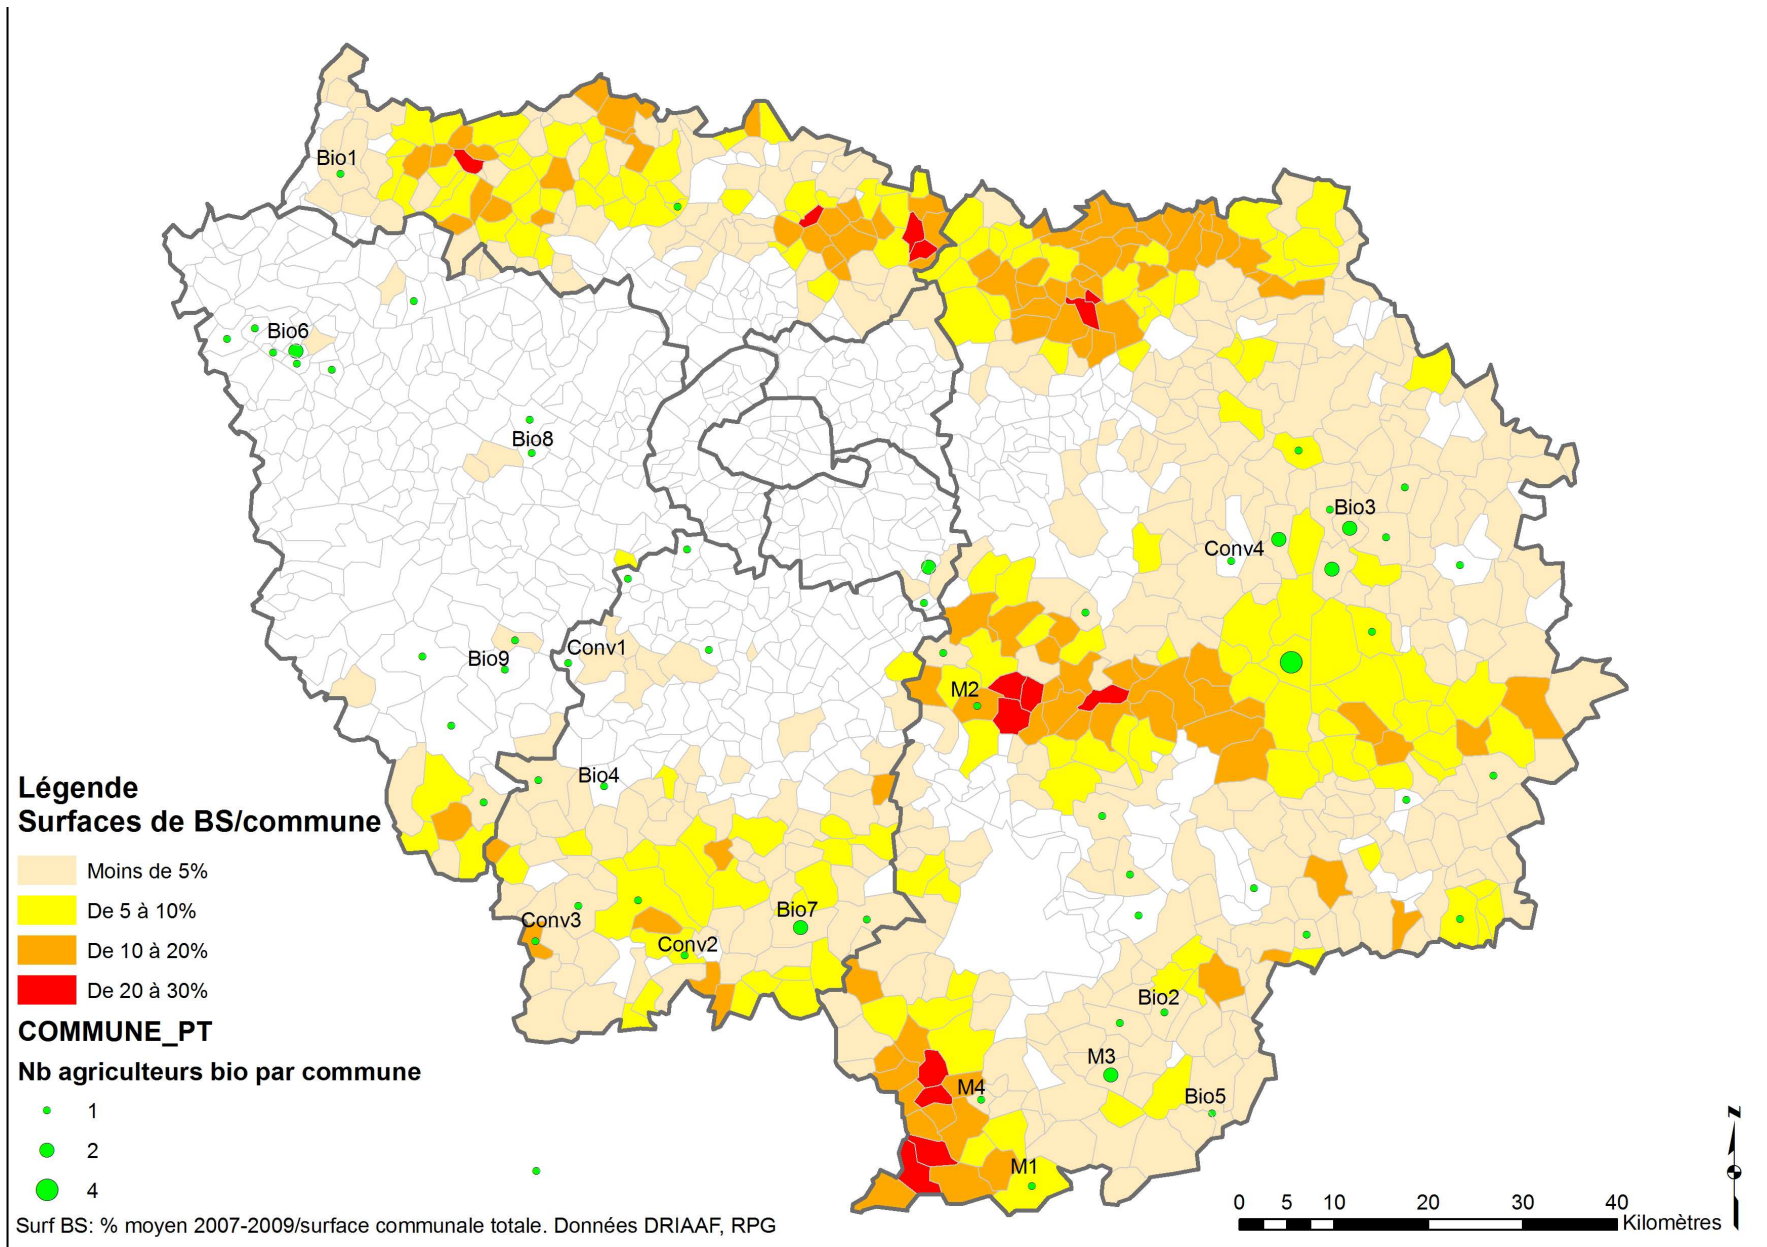 Bio1
Bio6
Bio8
Bio3
Conv4
Conv1
Bio9
M2
Bio4
Bio7
Conv3
Conv2
Bio2
M3
M4
Bio5
M1
Légende
Surfaces de BS/commune
Moins de 5%
De 5 à 10%
De 10 à 20%
De 20 à 30%
COMMUNE_PT
Nb agriculteurs bio par commune
1
2
4
Surf BS: % moyen 2007-2009/surface communale totale. Données DRIAAF, RPG
N
0 5 10 20 30 40
Kilomètres